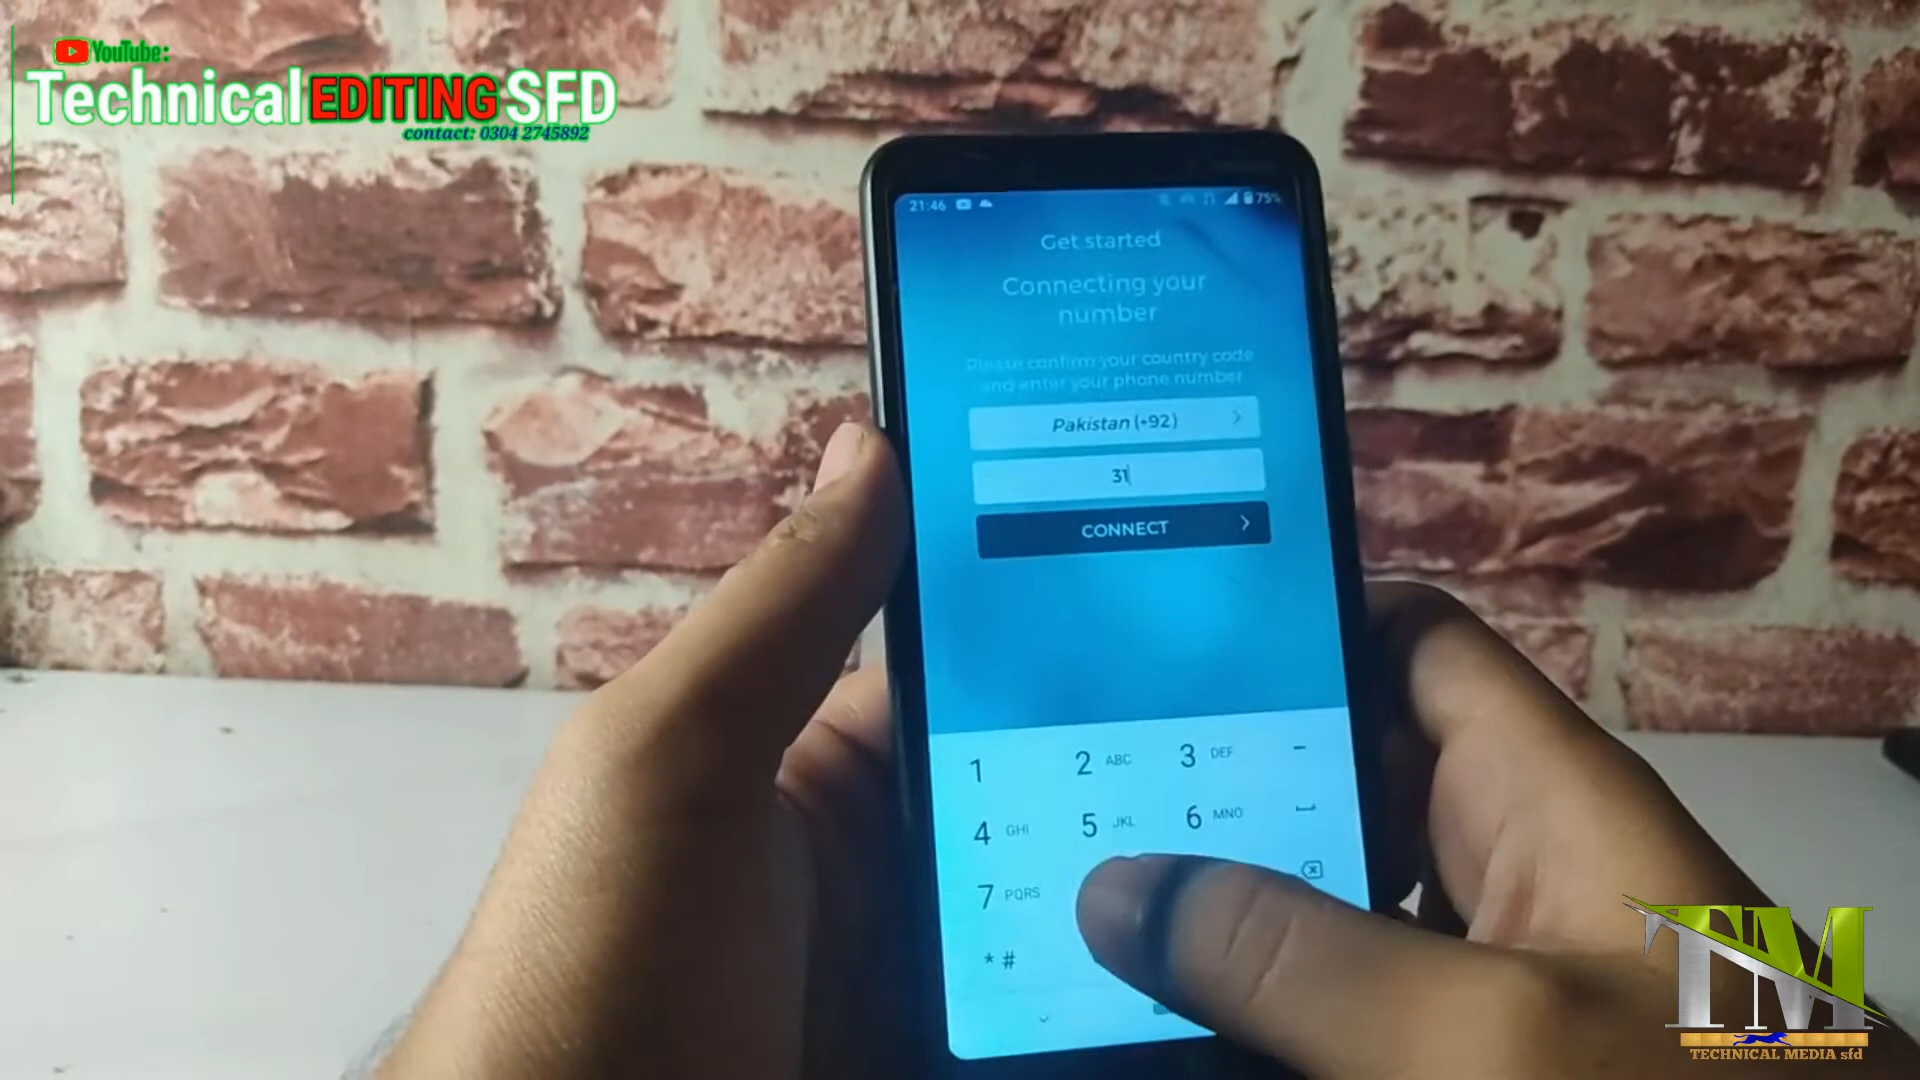 YouTube:
Technical EDITING SFD
contact: 0304 2745892
21:46
75%
Get started
Connecting your
number
Please confirm your country code
and enter your phone number
Pakistan (+92)
31
CONNECT
1 2 ABC 3 DEF -
4 GHI 5 JKL 6 MNO
7 PQRS
* #
TM
TECHNICAL MEDIA sfd